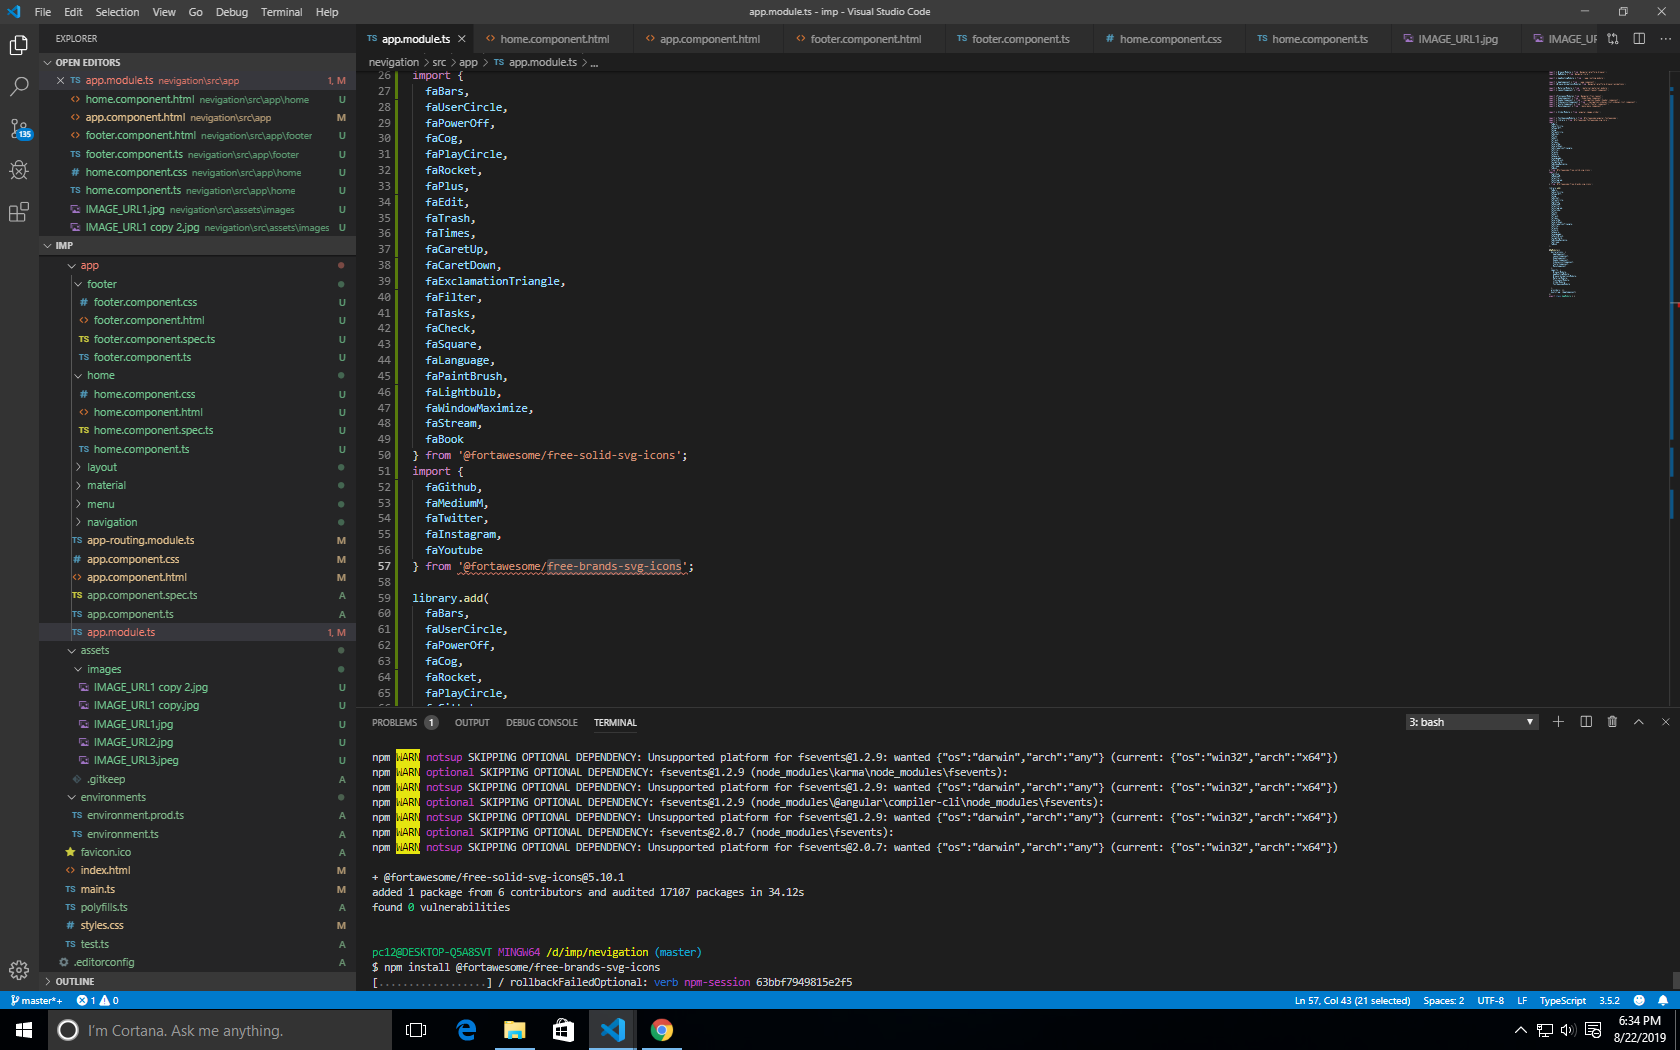 File Edit Selection View Go Debug Terminal Help
app.module.ts - imp - Visual Studio Code
EXPLORER
OPEN EDITORS
TS app.module.ts nevigation\src\app 1, M
<> home.component.html nevigation\src\app\home U
<> app.component.html nevigation\src\app M
<> footer.component.html nevigation\src\app\footer U
TS footer.component.ts nevigation\src\app\footer U
# home.component.css nevigation\src\app\home U
TS home.component.ts nevigation\src\app\home U
IMAGE_URL1.jpg nevigation\src\assets\images U
IMAGE_URL1 copy 2.jpg nevigation\src\assets\images U
135
IMP
app
footer
# footer.component.css U
<> footer.component.html U
TS footer.component.spec.ts U
TS footer.component.ts U
home
# home.component.css U
<> home.component.html U
TS home.component.spec.ts U
TS home.component.ts U
layout
material
menu
navigation
TS app-routing.module.ts M
# app.component.css M
<> app.component.html M
TS app.component.spec.ts A
TS app.component.ts A
TS app.module.ts 1, M
assets
images
IMAGE_URL1 copy 2.jpg U
IMAGE_URL1 copy.jpg U
IMAGE_URL1.jpg U
IMAGE_URL2.jpg U
IMAGE_URL3.jpeg U
.gitkeep A
environments
TS environment.prod.ts A
TS environment.ts A
favicon.ico A
<> index.html M
TS main.ts M
TS polyfills.ts A
# styles.css M
TS test.ts A
.editorconfig A
OUTLINE
TS app.module.ts
<> home.component.html
<> app.component.html
<> footer.component.html
TS footer.component.ts
# home.component.css
TS home.component.ts
IMAGE_URL1.jpg
IMAGE_UF
nevigation > src > app > TS app.module.ts > ...
26 import {
27 faBars,
28 faUserCircle,
29 faPowerOff,
30 faCog,
31 faPlayCircle,
32 faRocket,
33 faPlus,
34 faEdit,
35 faTrash,
36 faTimes,
37 faCaretUp,
38 faCaretDown,
39 faExclamationTriangle,
40 faFilter,
41 faTasks,
42 faCheck,
43 faSquare,
44 faLanguage,
45 faPaintBrush,
46 faLightbulb,
47 faWindowMaximize,
48 faStream,
49 faBook
50 } from '@fortawesome/free-solid-svg-icons';
51 import {
52 faGithub,
53 faMediumM,
54 faTwitter,
55 faInstagram,
56 faYoutube
57 } from '@fortawesome/free-brands-svg-icons';
58
59 library.add(
60 faBars,
61 faUserCircle,
62 faPowerOff,
63 faCog,
64 faRocket,
65 faPlayCircle,
PROBLEMS 1 OUTPUT DEBUG CONSOLE TERMINAL
3: bash
npm WARN notsup SKIPPING OPTIONAL DEPENDENCY: Unsupported platform for fsevents@1.2.9: wanted {"os":"darwin","arch":"any"} (current: {"os":"win32","arch":"x64"})
npm WARN optional SKIPPING OPTIONAL DEPENDENCY: fsevents@1.2.9 (node_modules\karma\node_modules\fsevents):
npm WARN notsup SKIPPING OPTIONAL DEPENDENCY: Unsupported platform for fsevents@1.2.9: wanted {"os":"darwin","arch":"any"} (current: {"os":"win32","arch":"x64"})
npm WARN optional SKIPPING OPTIONAL DEPENDENCY: fsevents@1.2.9 (node_modules\@angular\compiler-cli\node_modules\fsevents):
npm WARN notsup SKIPPING OPTIONAL DEPENDENCY: Unsupported platform for fsevents@1.2.9: wanted {"os":"darwin","arch":"any"} (current: {"os":"win32","arch":"x64"})
npm WARN optional SKIPPING OPTIONAL DEPENDENCY: fsevents@2.0.7 (node_modules\fsevents):
npm WARN notsup SKIPPING OPTIONAL DEPENDENCY: Unsupported platform for fsevents@2.0.7: wanted {"os":"darwin","arch":"any"} (current: {"os":"win32","arch":"x64"})
+ @fortawesome/free-solid-svg-icons@5.10.1
added 1 package from 6 contributors and audited 17107 packages in 34.12s
found 0 vulnerabilities
pc12@DESKTOP-Q5A8SVT MINGW64 /d/imp/nevigation (master)
$ npm install @fortawesome/free-brands-svg-icons
[..................] / rollbackFailedOptional: verb npm-session 63bbf7949815e2f5
master*+ 1 0
Ln 57, Col 43 (21 selected) Spaces: 2 UTF-8 LF TypeScript 3.5.2
I'm Cortana. Ask me anything.
6:34 PM
8/22/2019